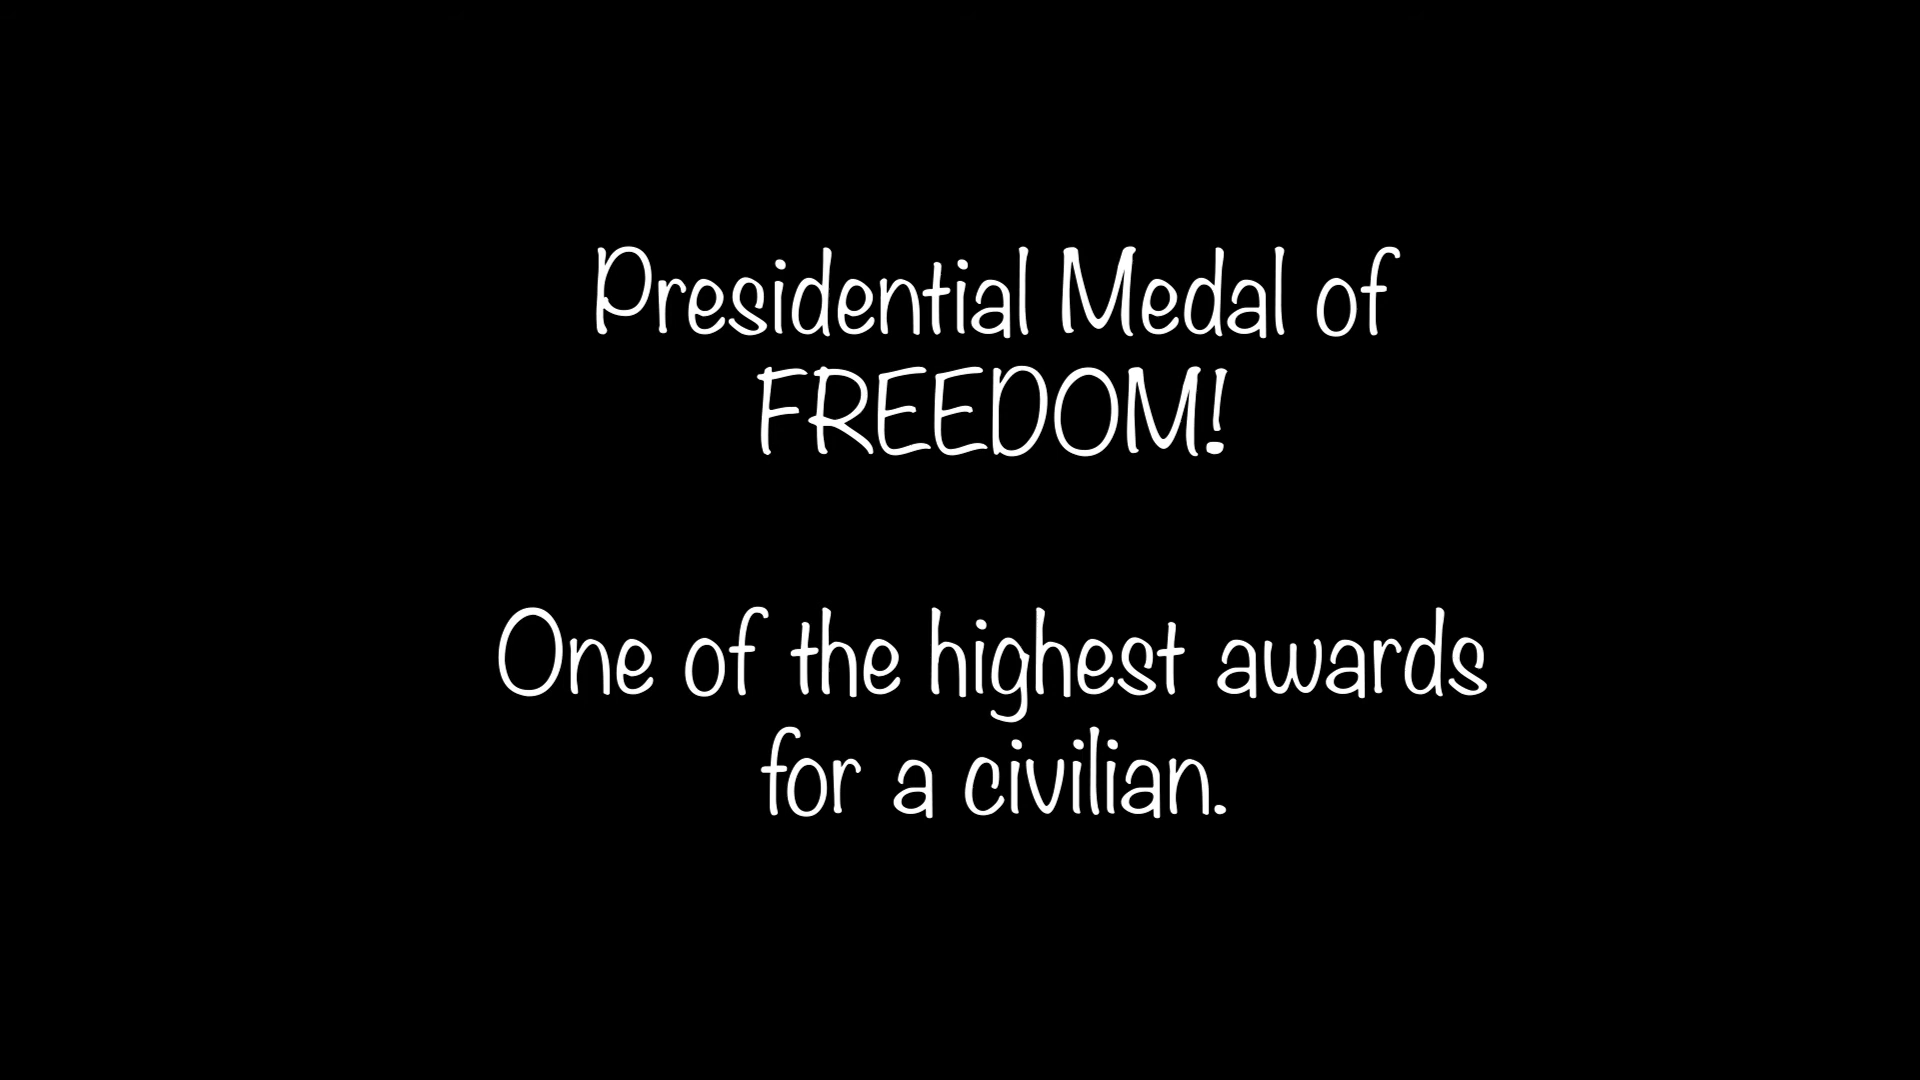 Presidential Medal of
FREEDOM!
One of the highest awards
for a civilian.